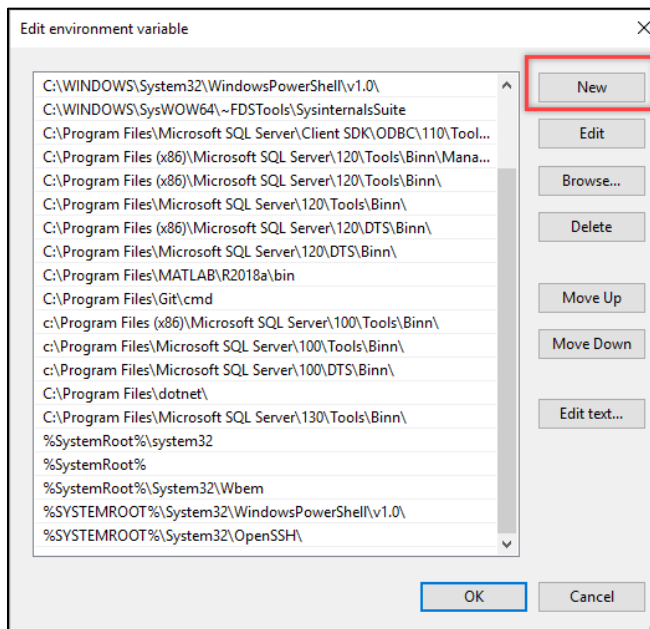 Edit environment variable
C:\WINDOWS\System32\WindowsPowerShell\v1.0\
C:\WINDOWS\SysWOW64\~FDSTools\SysinternalsSuite
C:\Program Files\Microsoft SQL Server\Client SDK\ODBC\110\Tool...
C:\Program Files (x86)\Microsoft SQL Server\120\Tools\Binn\Mana...
C:\Program Files (x86)\Microsoft SQL Server\120\Tools\Binn\
C:\Program Files\Microsoft SQL Server\120\Tools\Binn\
C:\Program Files (x86)\Microsoft SQL Server\120\DTS\Binn\
C:\Program Files\Microsoft SQL Server\120\DTS\Binn\
C:\Program Files\MATLAB\R2018a\bin
C:\Program Files\Git\cmd
c:\Program Files (x86)\Microsoft SQL Server\100\Tools\Binn\
c:\Program Files\Microsoft SQL Server\100\Tools\Binn\
c:\Program Files\Microsoft SQL Server\100\DTS\Binn\
C:\Program Files\dotnet\
C:\Program Files\Microsoft SQL Server\130\Tools\Binn\
%SystemRoot%\system32
%SystemRoot%
%SystemRoot%\System32\Wbem
%SYSTEMROOT%\System32\WindowsPowerShell\v1.0\
%SYSTEMROOT%\System32\OpenSSH\
New
Edit
Browse...
Delete
Move Up
Move Down
Edit text...
OK
Cancel